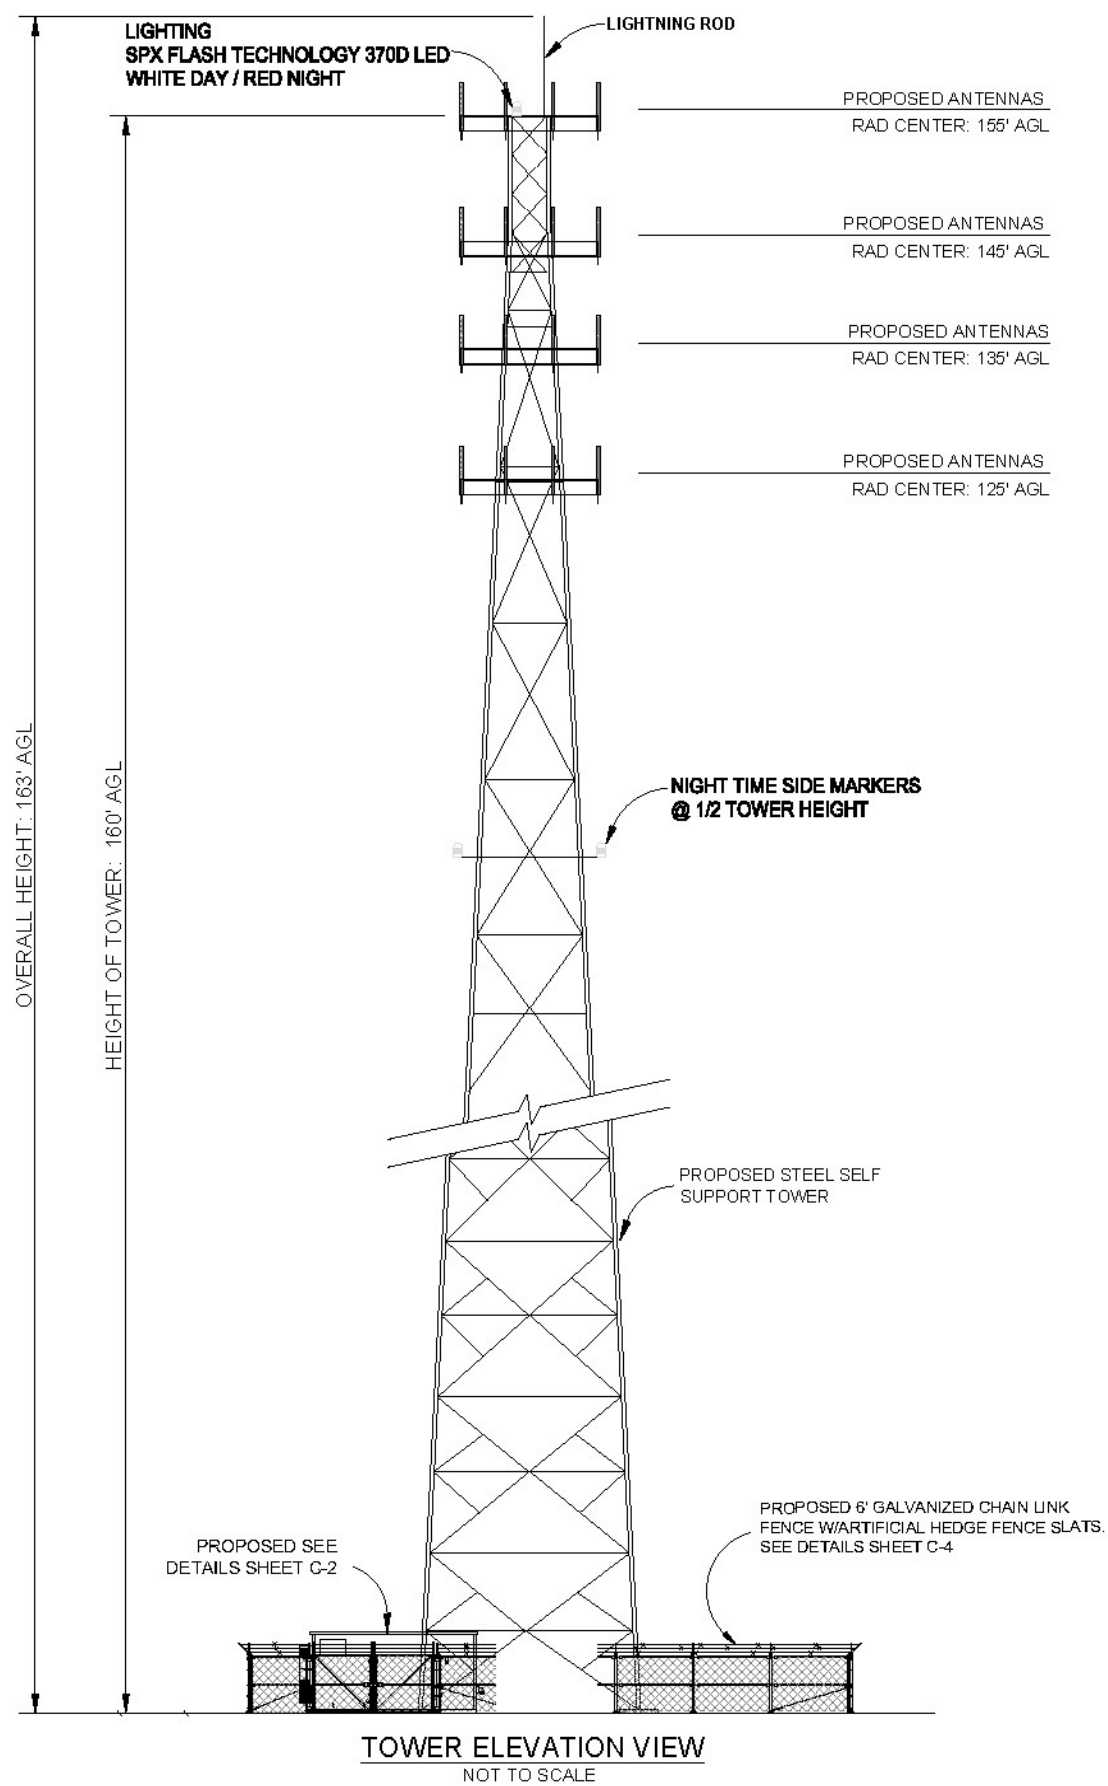 LIGHTNING ROD
LIGHTING
SPX FLASH TECHNOLOGY 370D LED
WHITE DAY / RED NIGHT
PROPOSED ANTENNAS
RAD CENTER: 155' AGL
PROPOSED ANTENNAS
RAD CENTER: 145' AGL
PROPOSED ANTENNAS
RAD CENTER: 135' AGL
PROPOSED ANTENNAS
RAD CENTER: 125' AGL
OVERALL HEIGHT: 163' AGL
HEIGHT OF TOWER: 160' AGL
NIGHT TIME SIDE MARKERS
@ 1/2 TOWER HEIGHT
PROPOSED STEEL SELF
SUPPORT TOWER
PROPOSED 6' GALVANIZED CHAIN LINK
FENCE W/ARTIFICIAL HEDGE FENCE SLATS.
SEE DETAILS SHEET C-4
PROPOSED SEE
DETAILS SHEET C-2
TOWER ELEVATION VIEW
NOT TO SCALE